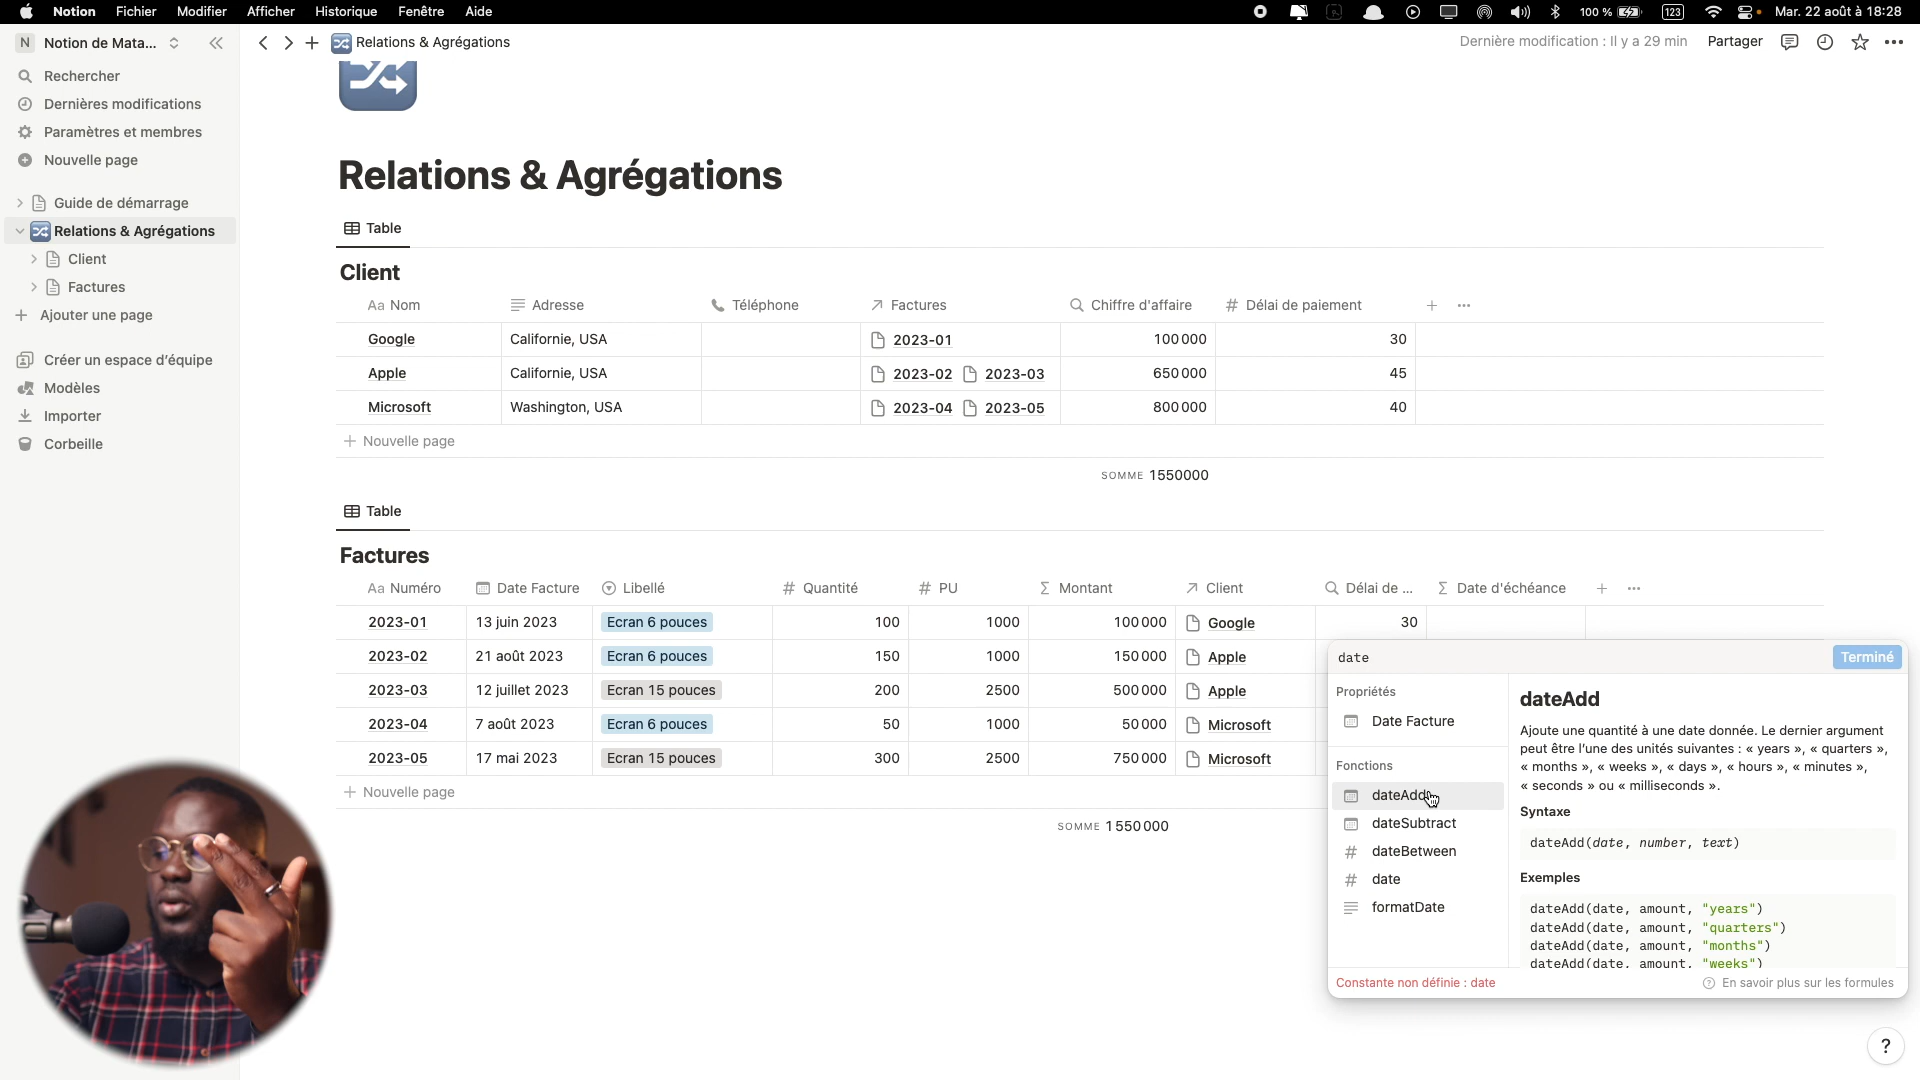 Notion Fichier Modifier Afficher Historique Fenêtre Aide
100 % 123 Mar. 22 août à 18:28
N Notion de Mata...
Relations & Agrégations
Dernière modification : Il y a 29 min Partager
Rechercher
Dernières modifications
Paramètres et membres
Nouvelle page
Guide de démarrage
Relations & Agrégations
Client
Factures
Ajouter une page
Créer un espace d'équipe
Modèles
Importer
Corbeille
Relations & Agrégations
Table
Client
Aa Nom Adresse Téléphone Factures Chiffre d'affaire # Délai de paiement
Google Californie, USA 2023-01 100 000 30
Apple Californie, USA 2023-02 2023-03 650 000 45
Microsoft Washington, USA 2023-04 2023-05 800 000 40
Nouvelle page
SOMME 1550000
Table
Factures
Aa Numéro Date Facture Libellé # Quantité # PU Σ Montant Client Délai de ... Σ Date d'échéance
2023-01 13 juin 2023 Ecran 6 pouces 100 1000 100 000 Google 30
2023-02 21 août 2023 Ecran 6 pouces 150 1000 150 000 Apple
2023-03 12 juillet 2023 Ecran 15 pouces 200 2500 500 000 Apple
2023-04 7 août 2023 Ecran 6 pouces 50 1000 50 000 Microsoft
2023-05 17 mai 2023 Ecran 15 pouces 300 2500 750 000 Microsoft
Nouvelle page
SOMME 1 550 000
date Terminé
Propriétés
Date Facture
Fonctions
dateAdd
dateSubtract
# dateBetween
# date
formatDate
dateAdd
Ajoute une quantité à une date donnée. Le dernier argument
peut être l'une des unités suivantes : « years », « quarters »,
« months », « weeks », « days », « hours », « minutes »,
« seconds » ou « milliseconds ».
Syntaxe
dateAdd(date, number, text)
Exemples
dateAdd(date, amount, "years")
dateAdd(date, amount, "quarters")
dateAdd(date, amount, "months")
dateAdd(date, amount, "weeks")
Constante non définie : date
? En savoir plus sur les formules
?